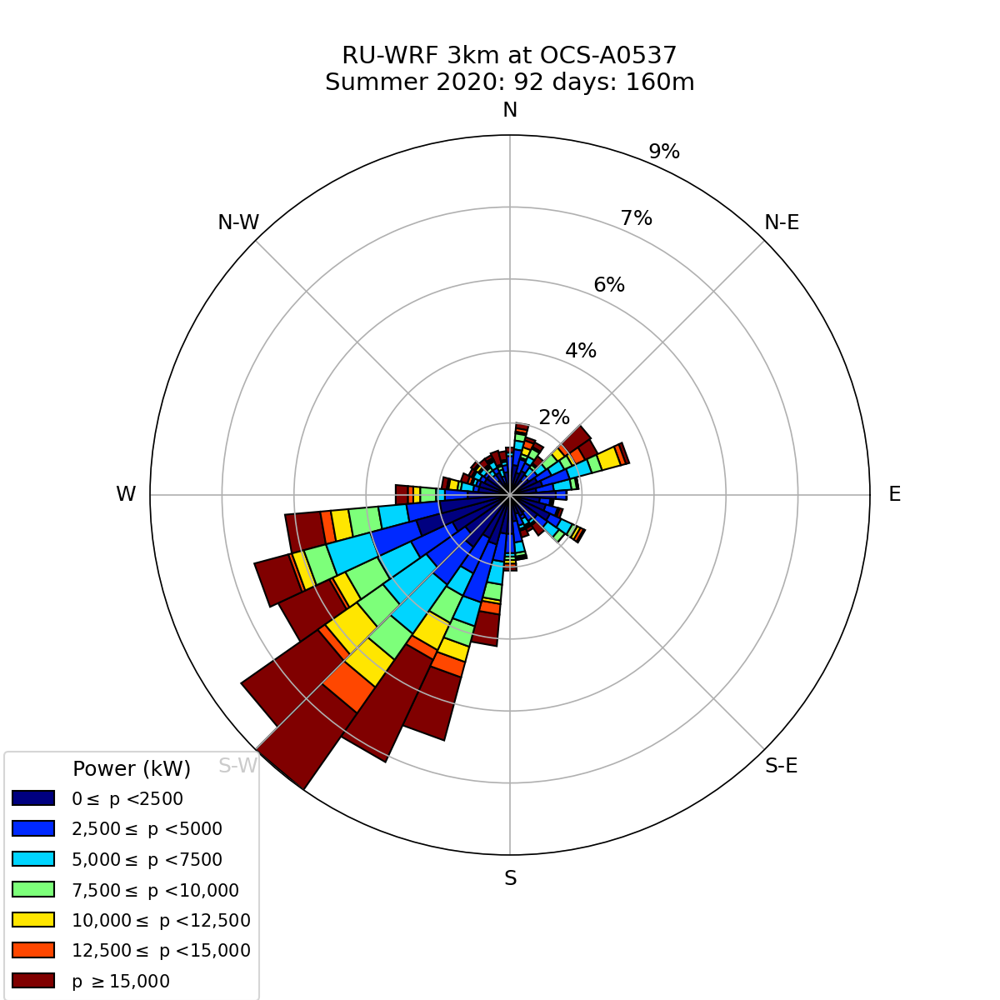 RU-WRF 3km at OCS-A0537
Summer 2020: 92 days: 160m
N
9%
N-W
7%
N-E
6%
4%
2%
W
E
S-W
S-E
S
Power (kW)
0≤ p <2500
2,500≤ p <5000
5,000≤ p <7500
7,500≤ p <10,000
10,000≤ p <12,500
12,500≤ p <15,000
p ≥15,000